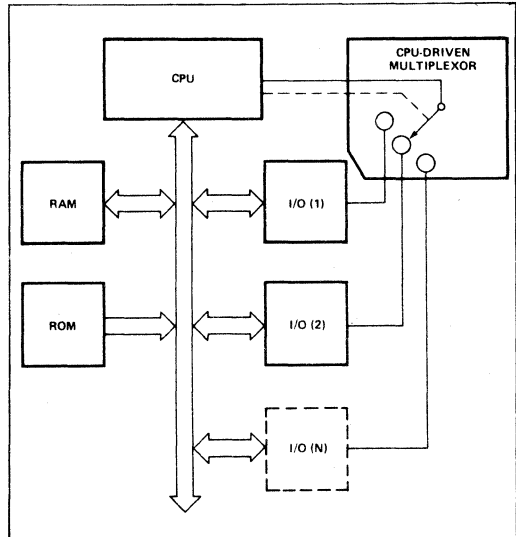 CPU-DRIVEN
MULTIPLEXOR
CPU
RAM
I/O (1)
ROM
I/O (2)
I/O (N)